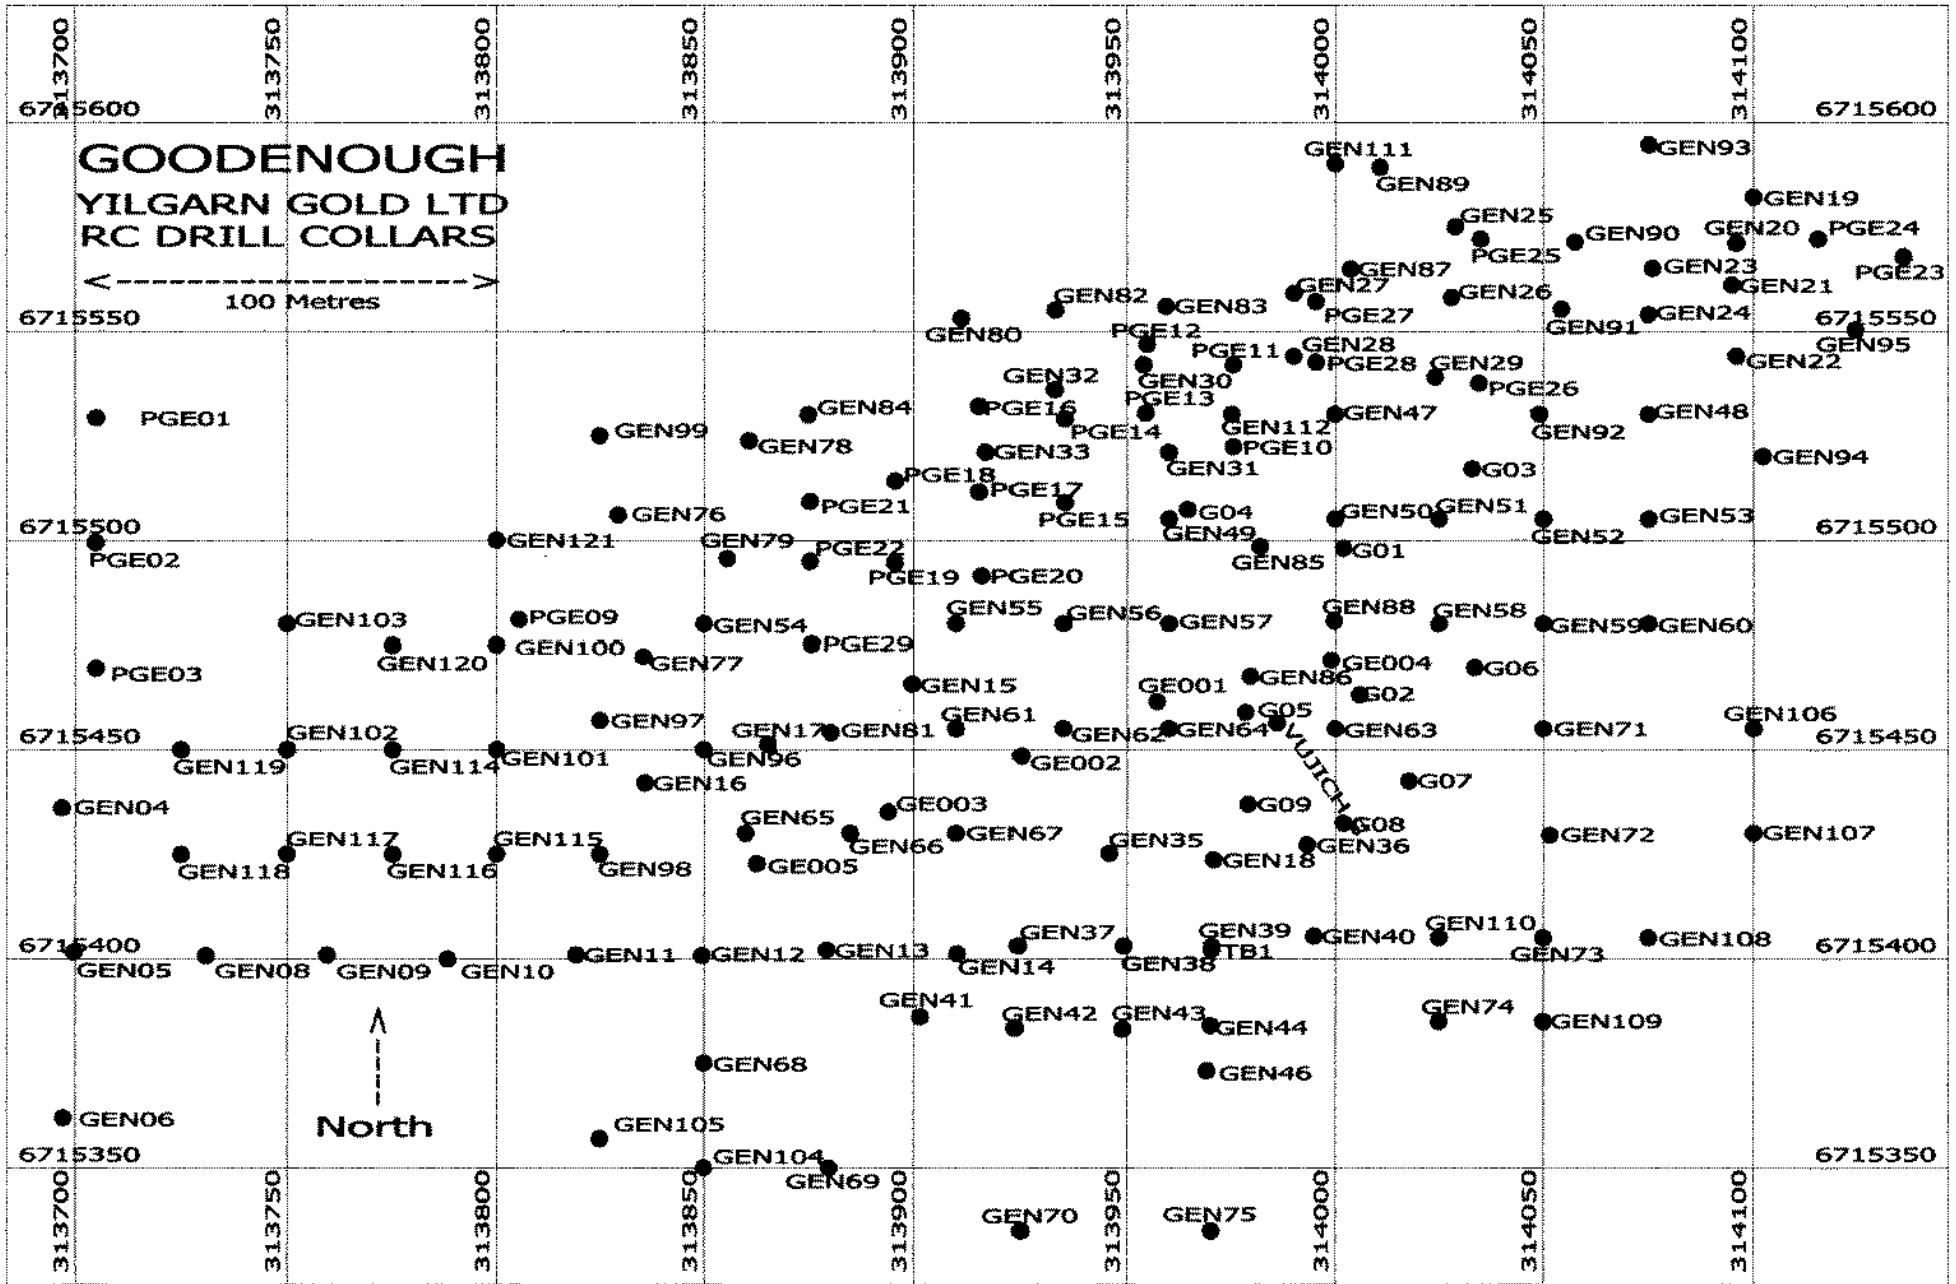 313700 313750 313800 313850 313900 313950 314000 314050 314100
6715600 6715600
GOODENOUGH
YILGARN GOLD LTD
RC DRILL COLLARS
100 Metres
GEN111 GEN93
GEN89
GEN19
GEN25 GEN20 PGE24
GEN90
PGE25
GEN87 GEN23 PGE23
GEN27 GEN26 GEN21
GEN82 GEN83 PGE27
GEN80 PGE12 GEN91 GEN24 6715550 6715550
GEN95
PGE11 GEN28
PGE28 GEN29 GEN22
GEN32 GEN30 PGE26
PGE01 GEN84 PGE16 PGE13 GEN47 GEN48
GEN99 PGE14 GEN112 GEN92
GEN78 GEN33 PGE10
GEN31 GEN94
PGE18 G03
PGE21 PGE17
GEN76 PGE15 G04 GEN50 GEN51 GEN53
6715500 GEN49 GEN52 6715500
GEN121 GEN79 PGE22 G01
PGE02 PGE19 PGE20 GEN85
GEN103 PGE09 GEN54 GEN55 GEN56 GEN57 GEN88 GEN58 GEN59 GEN60
GEN120 GEN100 GEN77 PGE29
PGE03 GE004 G06
GEN15 GE001 GEN86 G02
GEN97 GEN17 GEN81 GEN61 G05 GEN106
GEN102 GEN62 GEN64 GEN63 GEN71
6715450 6715450
GEN119 GEN114 GEN101 GEN96 GE002
VUJICH
GEN16 G07
GEN04 GE003 G09
GEN65 GEN67 G08
GEN117 GEN115 GEN66 GEN35 GEN36 GEN72 GEN107
GEN118 GEN116 GEN98 GE005 GEN18
6715400 GEN37 GEN39 GEN40 GEN110 GEN108 6715400
GEN05 GEN08 GEN09 GEN10 GEN11 GEN12 GEN13 GEN14 GEN38 TB1 GEN73
GEN41 GEN42 GEN43 GEN44 GEN74 GEN109
GEN68 GEN46
GEN06 North GEN105
6715350 GEN104 6715350
GEN69
GEN70 GEN75
313700 313750 313800 313850 313900 313950 314000 314050 314100